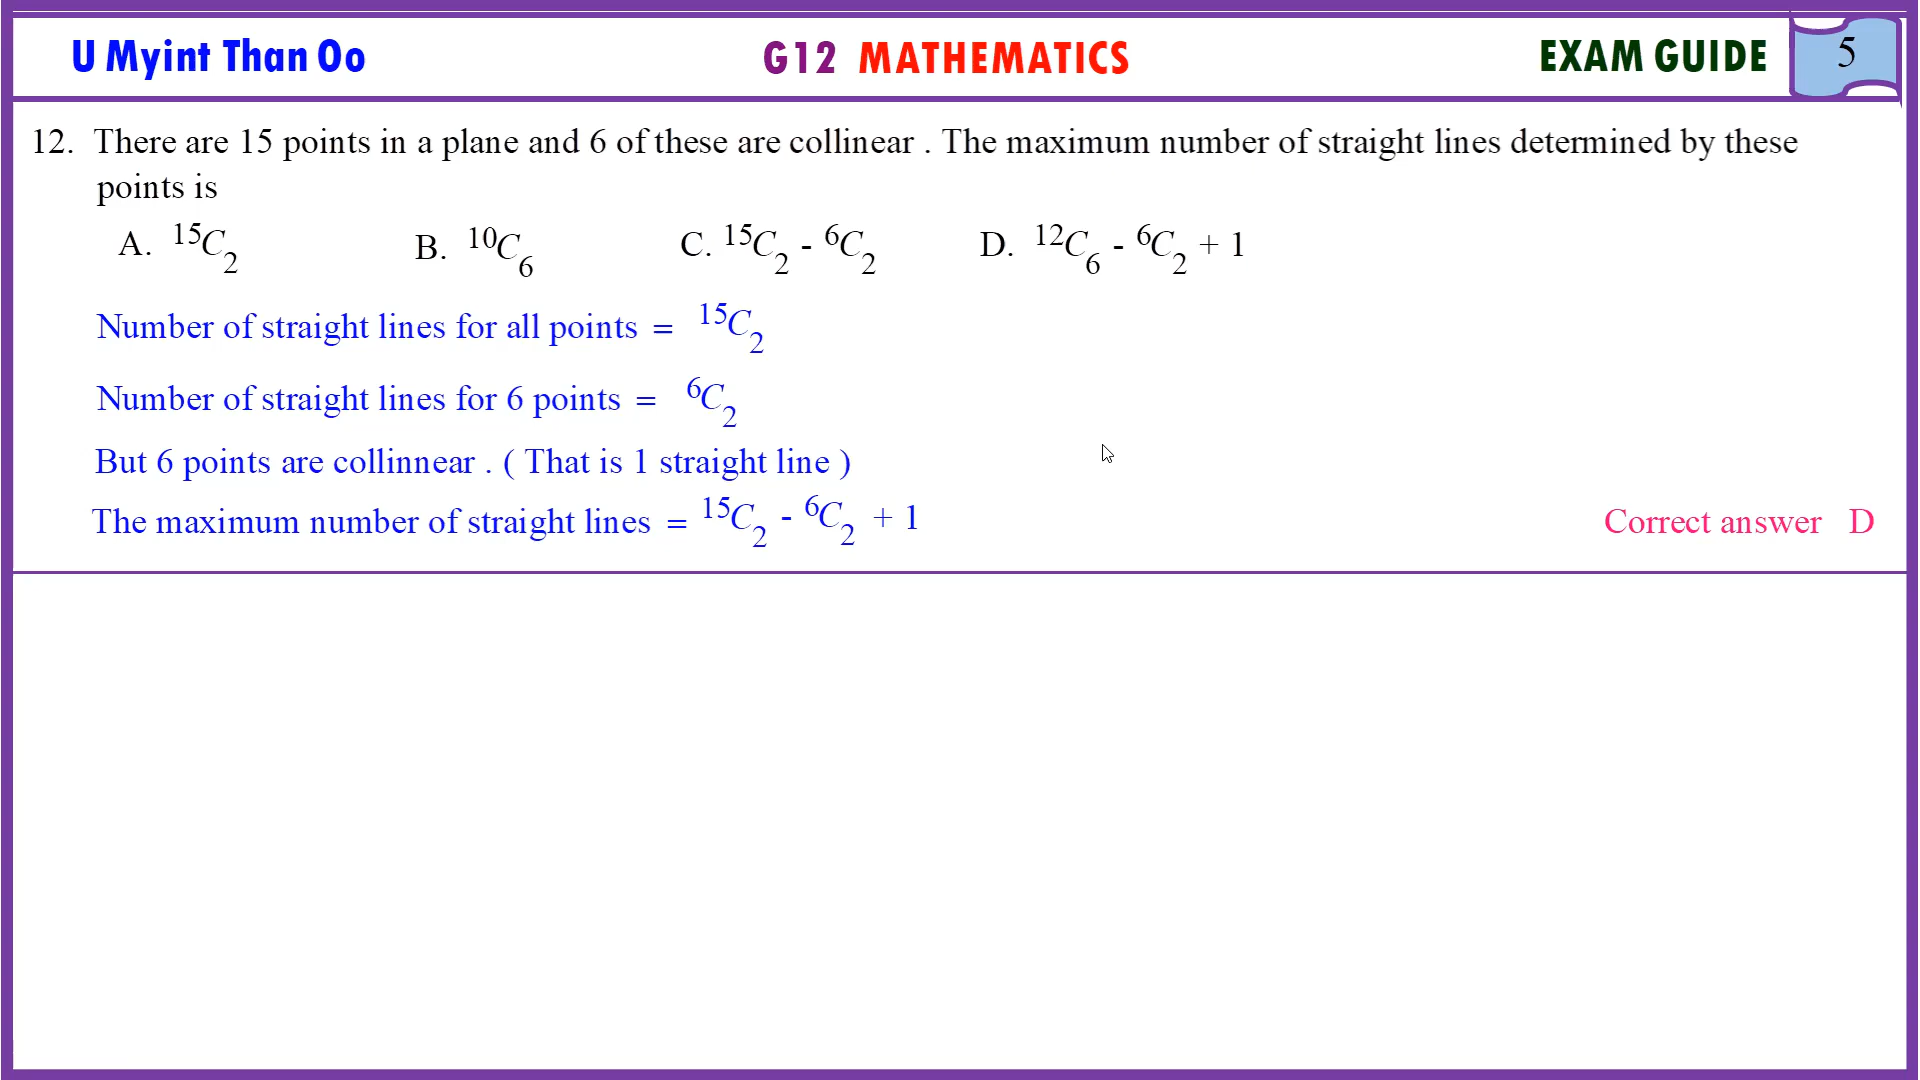 U Myint Than Oo G12 MATHEMATICS EXAM GUIDE 5
12. There are 15 points in a plane and 6 of these are collinear . The maximum number of straight lines determined by these
points is
A. ¹⁵C₂ B. ¹⁰C₆ C. ¹⁵C₂ - ⁶C₂ D. ¹²C₆ - ⁶C₂ + 1
Number of straight lines for all points = ¹⁵C₂
Number of straight lines for 6 points = ⁶C₂
But 6 points are collinnear . ( That is 1 straight line )
The maximum number of straight lines = ¹⁵C₂ - ⁶C₂ + 1 Correct answer D